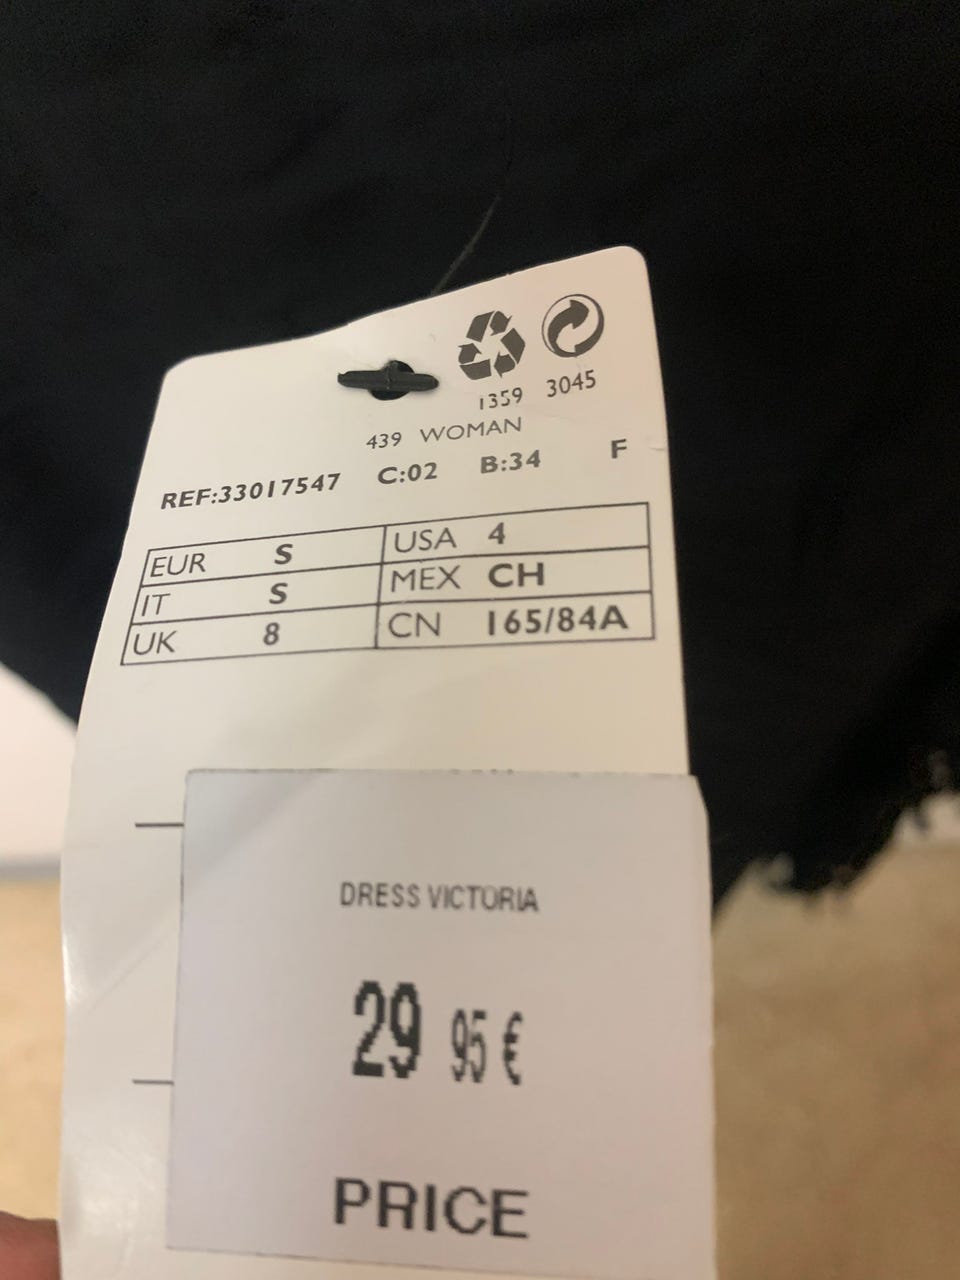 1359 3045
439 WOMAN
REF:33017547 C:02 B:34 F
EUR S USA 4
IT S MEX CH
UK 8 CN 165/84A
DRESS VICTORIA
29 95 €
PRICE